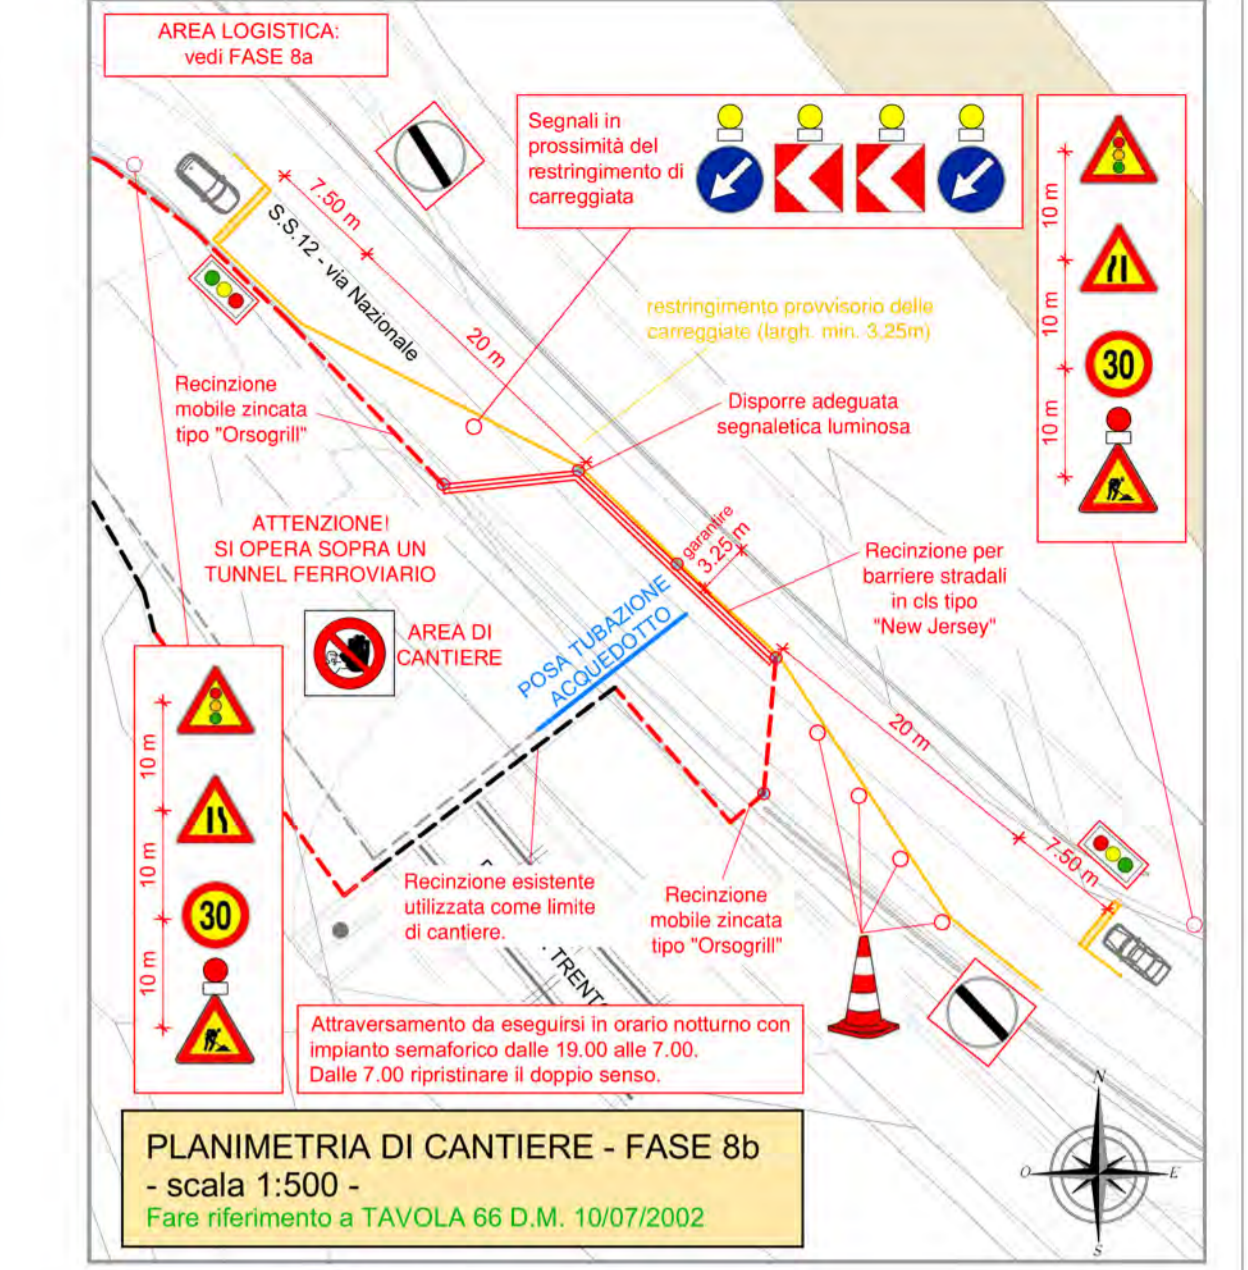 AREA LOGISTICA:
vedi FASE 8a
Segnali in
prossimità del
restringimento di
carreggiata
10 m
10 m
10 m
30
7.50 m
S.S.12 - via Nazionale
20 m
restringimento provvisorio delle
carreggiate (largh. min. 3,25m)
Recinzione
mobile zincata
tipo "Orsogrill"
Disporre adeguata
segnaletica luminosa
ATTENZIONE!
SI OPERA SOPRA UN
TUNNEL FERROVIARIO
garantire
3.25 m
Recinzione per
barriere stradali
in cls tipo
"New Jersey"
AREA DI
CANTIERE
POSA TUBAZIONE
ACQUEDOTTO
20 m
7.50 m
10 m
10 m
10 m
30
Recinzione esistente
utilizzata come limite
di cantiere.
Recinzione
mobile zincata
tipo "Orsogrill"
Attraversamento da eseguirsi in orario notturno con
impianto semaforico dalle 19.00 alle 7.00.
Dalle 7.00 ripristinare il doppio senso.
PLANIMETRIA DI CANTIERE - FASE 8b
- scala 1:500 -
Fare riferimento a TAVOLA 66 D.M. 10/07/2002
N
O
E
S